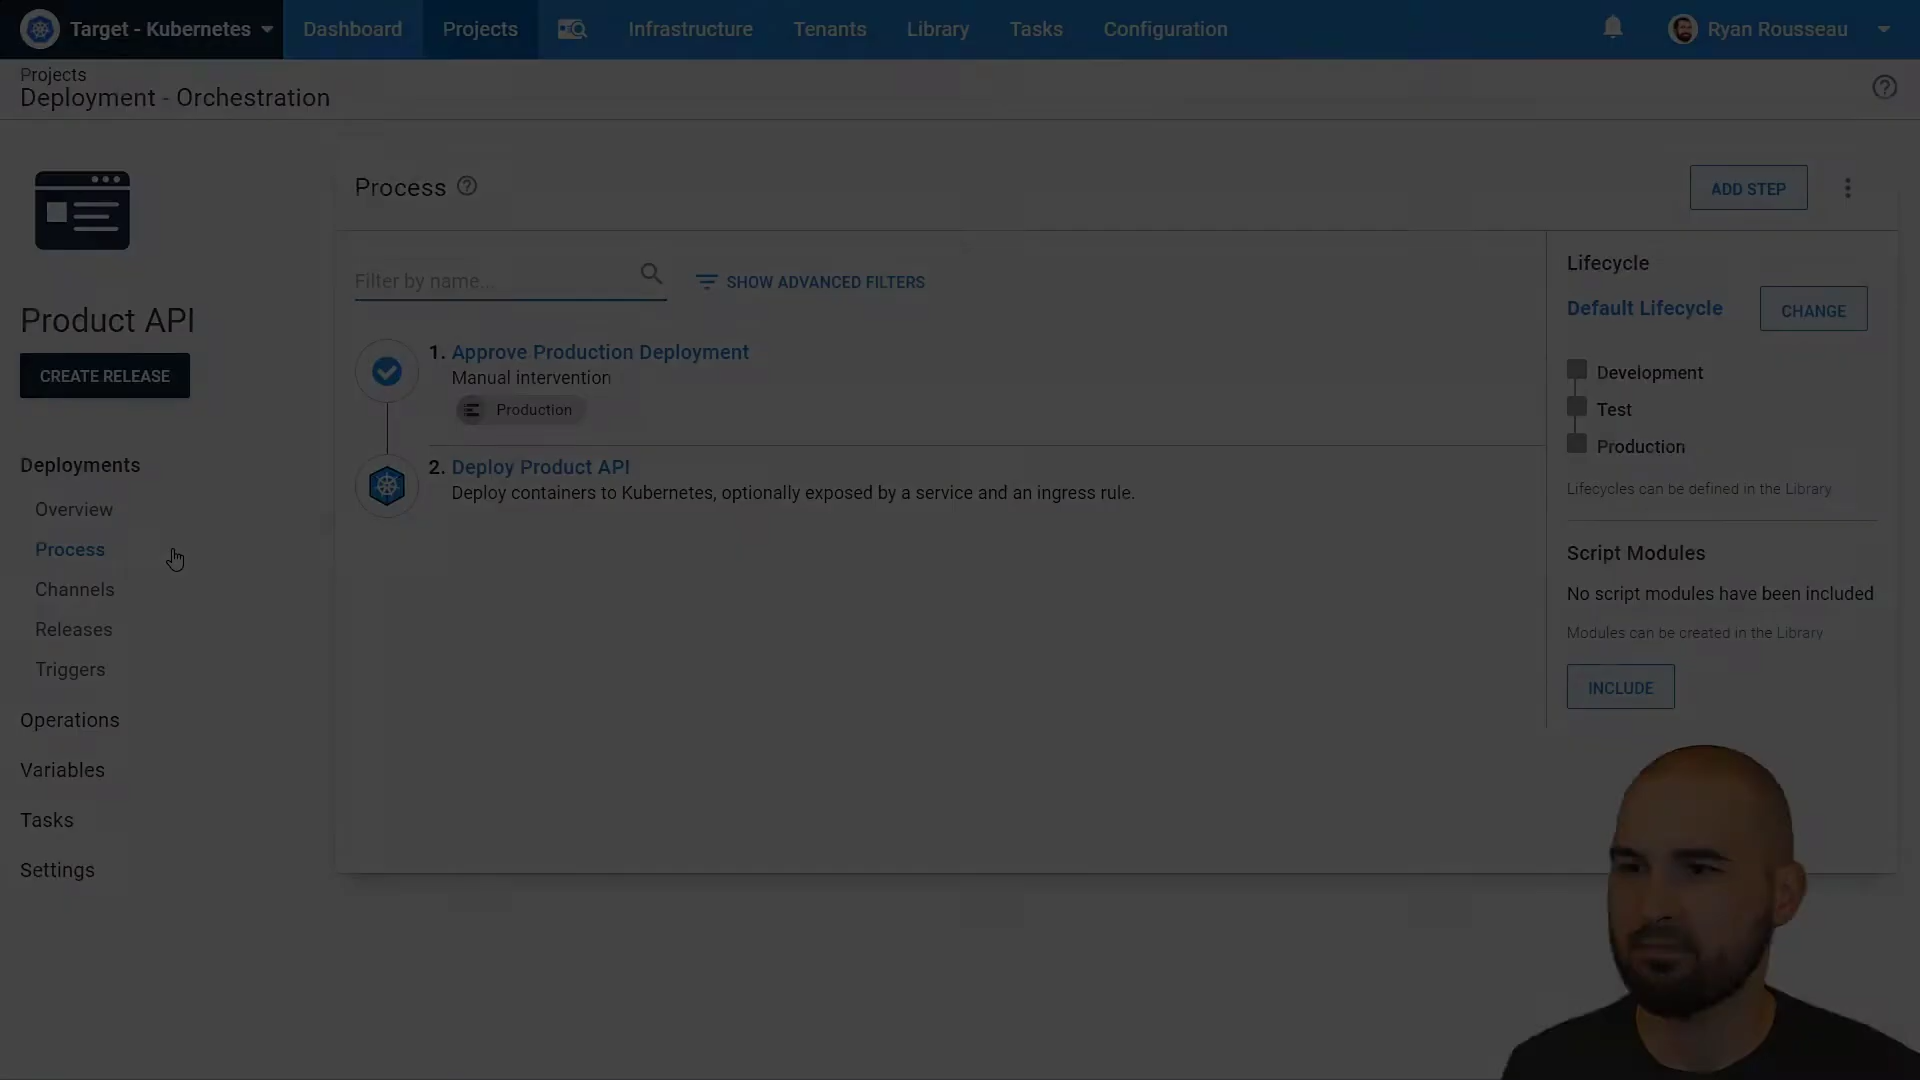 Target - Kubernetes
Dashboard
Projects
Infrastructure
Tenants
Library
Tasks
Configuration
Ryan Rousseau
Projects
Deployment - Orchestration
Process
ADD STEP
Filter by name...
SHOW ADVANCED FILTERS
Lifecycle
Default Lifecycle
CHANGE
Product API
CREATE RELEASE
1. Approve Production Deployment
Manual intervention
Production
Development
Test
Production
Deployments
2. Deploy Product API
Deploy containers to Kubernetes, optionally exposed by a service and an ingress rule.
Lifecycles can be defined in the Library
Overview
Process
Channels
Releases
Triggers
Script Modules
No script modules have been included
Modules can be created in the Library
INCLUDE
Operations
Variables
Tasks
Settings